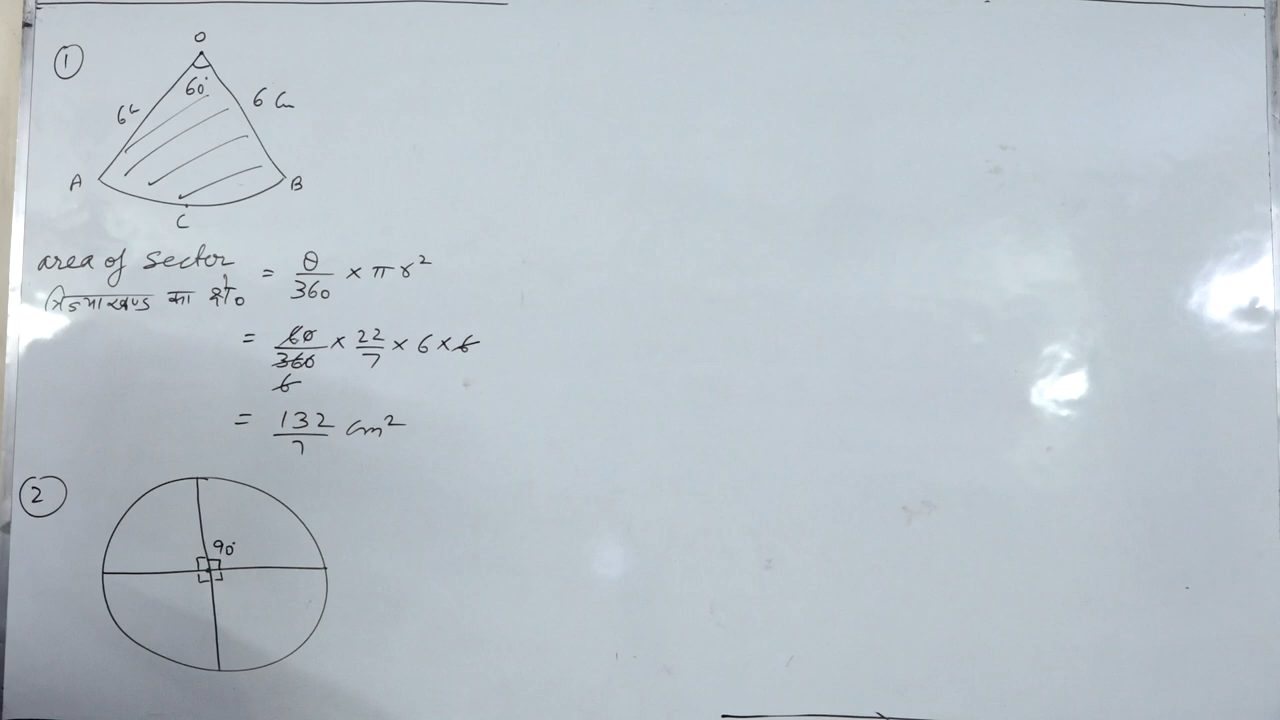 ①
O
60°
6 cm
6 cm
A
B
C
area of sector = θ/360 × π r²
त्रिज्याखण्ड का क्षे०
= 60/360 × 22/7 × 6 × 6
6
= 132/7 cm²
②
90°